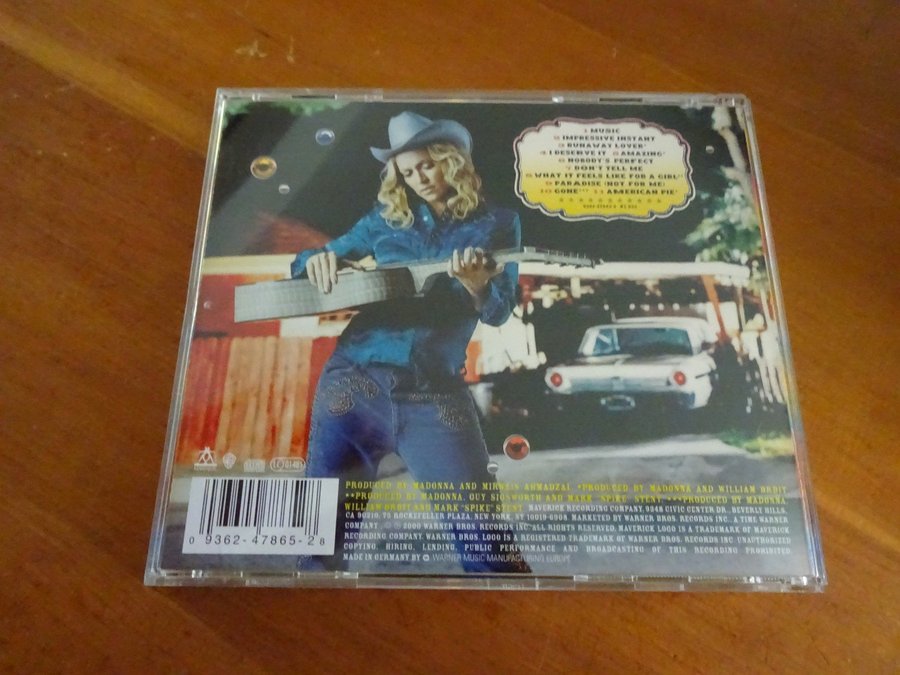 1 MUSIC
2 IMPRESSIVE INSTANT
3 RUNAWAY LOVER*
4 I DESERVE IT 5 AMAZING*
6 NOBODY'S PERFECT
7 DON'T TELL ME
8 WHAT IT FEELS LIKE FOR A GIRL**
9 PARADISE (NOT FOR ME)
10 GONE*** 11 AMERICAN PIE*
PRODUCED BY MADONNA AND MIRWAIS AHMADZAI. *PRODUCED BY MADONNA AND WILLIAM ORBIT
**PRODUCED BY MADONNA, GUY SIGSWORTH AND MARK 'SPIKE' STENT ***PRODUCED BY MADONNA,
WILLIAM ORBIT AND MARK 'SPIKE' STENT. MAVERICK RECORDING COMPANY, 9348 CIVIC CENTER DR., BEVERLY HILLS,
CA 90210, 75 ROCKEFELLER PLAZA, NEW YORK, NY 10019-6908 MARKETED BY WARNER BROS. RECORDS INC., A TIME WARNER
COMPANY. ℗ © 2000 WARNER BROS. RECORDS INC. ALL RIGHTS RESERVED. MAVERICK LOGO IS A TRADEMARK OF MAVERICK
RECORDING COMPANY. WARNER BROS. LOGO IS A REGISTERED TRADEMARK OF WARNER BROS. RECORDS INC. UNAUTHORIZED
COPYING, HIRING, LENDING, PUBLIC PERFORMANCE AND BROADCASTING OF THIS RECORDING PROHIBITED.
MADE IN GERMANY BY WARNER MUSIC MANUFACTURING EUROPE
0 9362-47865-2 8